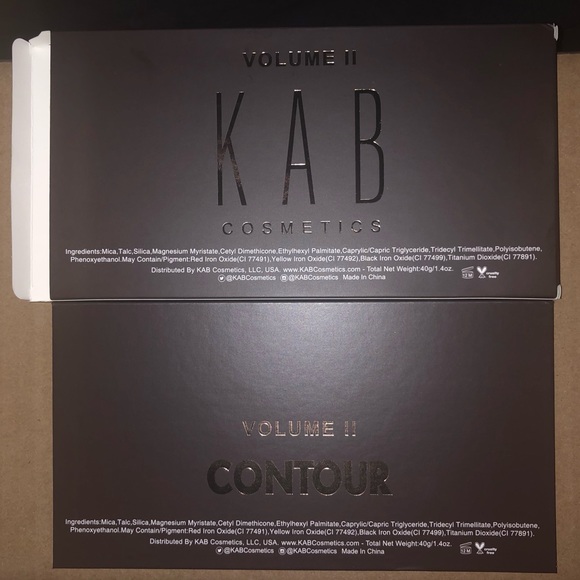 VOLUME II
KAB
COSMETICS
Ingredients:Mica,Talc,Silica,Magnesium Myristate,Cetyl Dimethicone,Ethylhexyl Palmitate,Caprylic/Capric Triglyceride,Tridecyl Trimellitate,Polyisobutene,
Phenoxyethanol.May Contain/Pigment:Red Iron Oxide(CI 77491),Yellow Iron Oxide(CI 77492),Black Iron Oxide(CI 77499),Titanium Dioxide(CI 77891).
Distributed By KAB Cosmetics, LLC, USA. www.KABCosmetics.com - Total Net Weight:40g/1.4oz.
@KABCosmetics @KABCosmetics Made In China
12 M cruelty free
VOLUME II
CONTOUR
Ingredients:Mica,Talc,Silica,Magnesium Myristate,Cetyl Dimethicone,Ethylhexyl Palmitate,Caprylic/Capric Triglyceride,Tridecyl Trimellitate,Polyisobutene,
Phenoxyethanol.May Contain/Pigment:Red Iron Oxide(CI 77491),Yellow Iron Oxide(CI 77492),Black Iron Oxide(CI 77499),Titanium Dioxide(CI 77891).
Distributed By KAB Cosmetics, LLC, USA. www.KABCosmetics.com - Total Net Weight:40g/1.4oz.
@KABCosmetics @KABCosmetics Made In China
12 M cruelty free